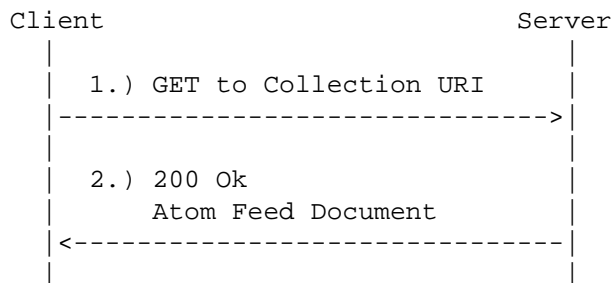 Client Server
1.) GET to Collection URI
2.) 200 Ok
Atom Feed Document